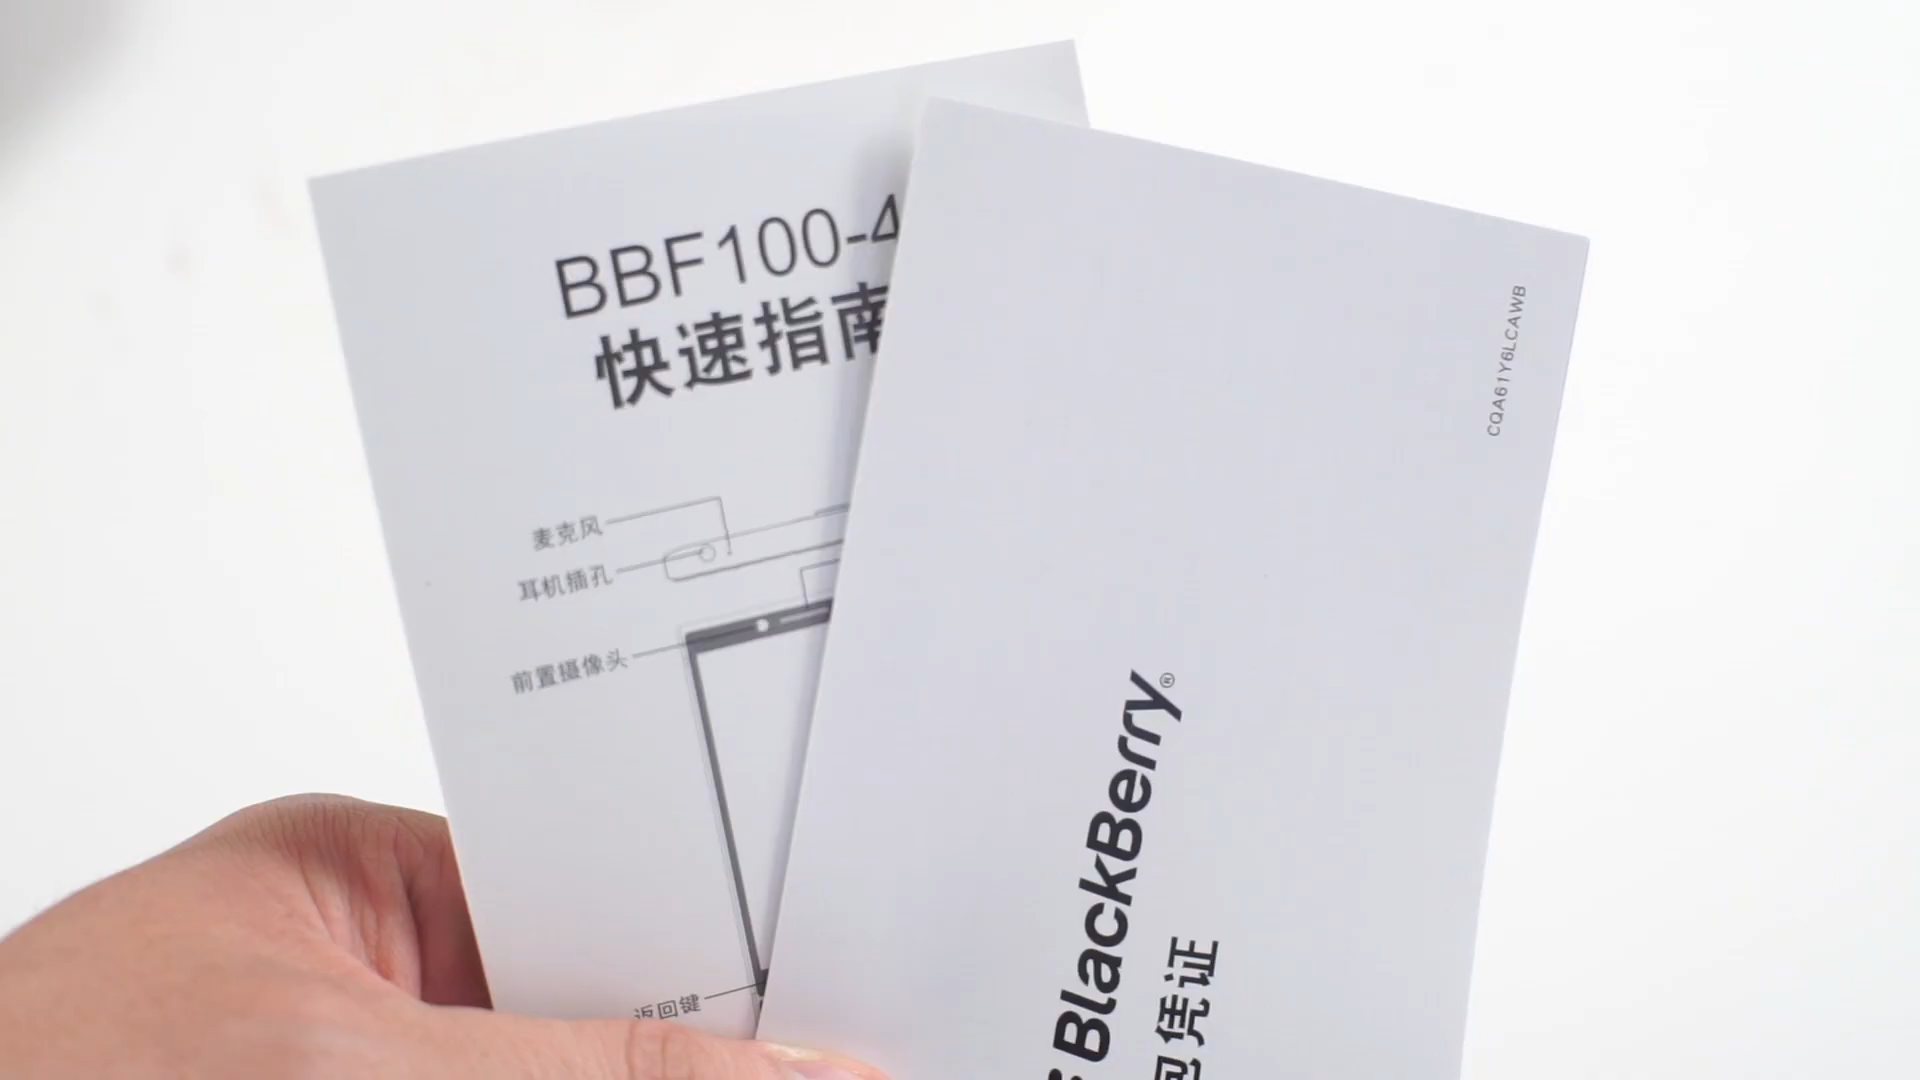 BBF100-4
快速指南
麦克风
耳机插孔
前置摄像头
返回键
CQA61Y6LCAWB
BlackBerry®
包凭证